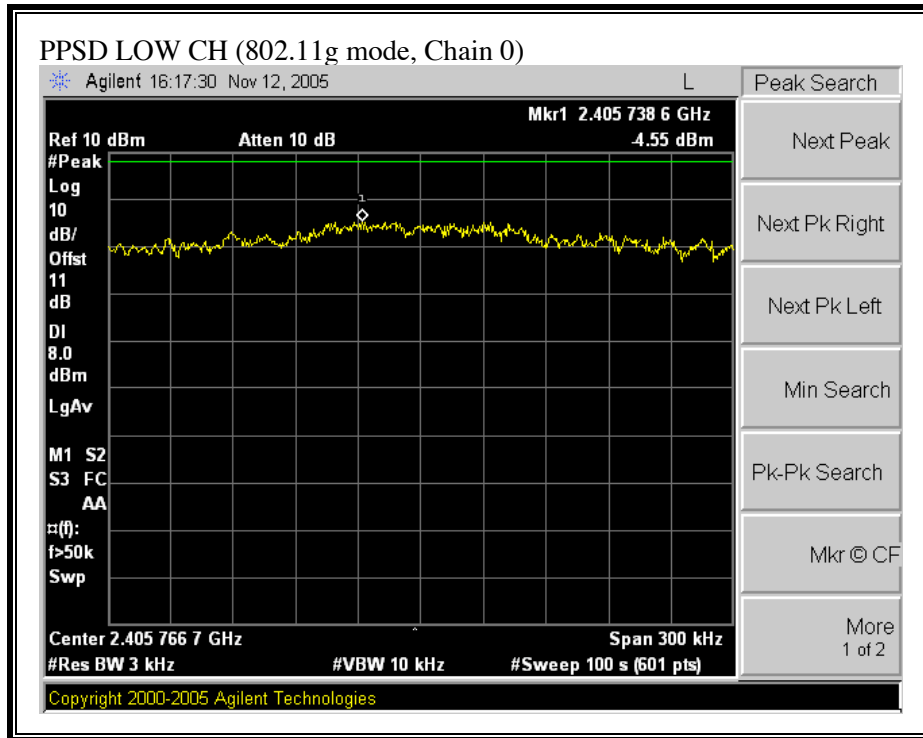 PPSD LOW CH (802.11g mode, Chain 0)
Agilent 16:17:30 Nov 12, 2005 L
Peak Search
Mkr1 2.405 738 6 GHz
Ref 10 dBm Atten 10 dB -4.55 dBm
#Peak
Log
10
dB/
Offst
11
dB
DI
8.0
dBm
LgAv
M1 S2
S3 FC
AA
¤(f):
f>50k
Swp
1
Center 2.405 766 7 GHz Span 300 kHz
#Res BW 3 kHz #VBW 10 kHz #Sweep 100 s (601 pts)
Copyright 2000-2005 Agilent Technologies
Next Peak
Next Pk Right
Next Pk Left
Min Search
Pk-Pk Search
Mkr © CF
More
1 of 2